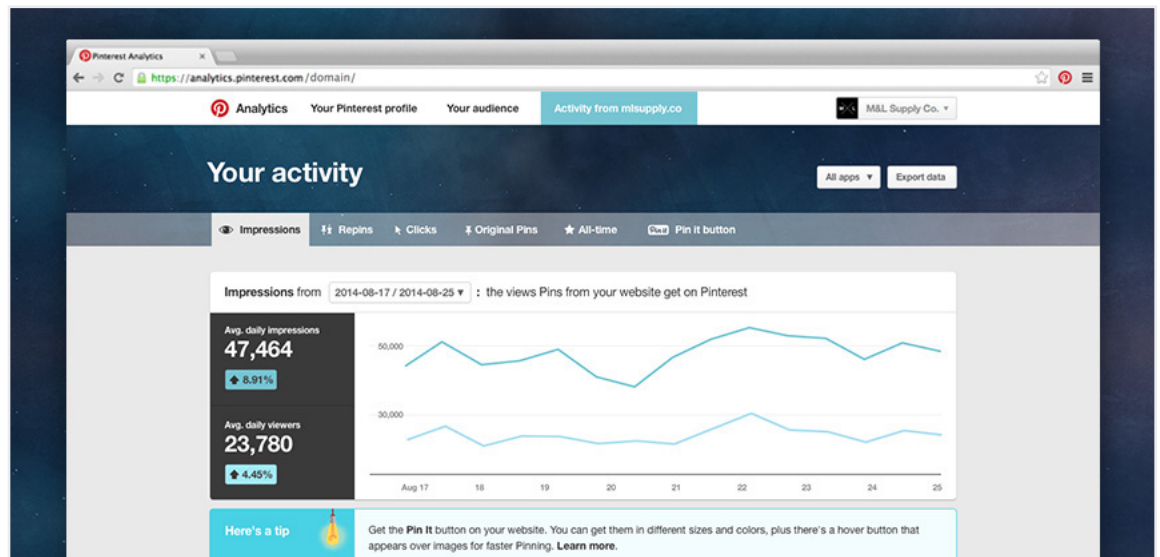 Pinterest Analytics
https://analytics.pinterest.com/domain/
Analytics Your Pinterest profile Your audience Activity from mlsupply.co M&L Supply Co.
Your activity
All apps Export data
Impressions Repins Clicks Original Pins All-time Pin it Pin it button
Impressions from 2014-08-17 / 2014-08-25 : the views Pins from your website get on Pinterest
Avg. daily impressions
47,464
8.91%
Avg. daily viewers
23,780
4.45%
50,000
30,000
Aug 17 18 19 20 21 22 23 24 25
Here's a tip
Get the Pin It button on your website. You can get them in different sizes and colors, plus there's a hover button that
appears over images for faster Pinning. Learn more.